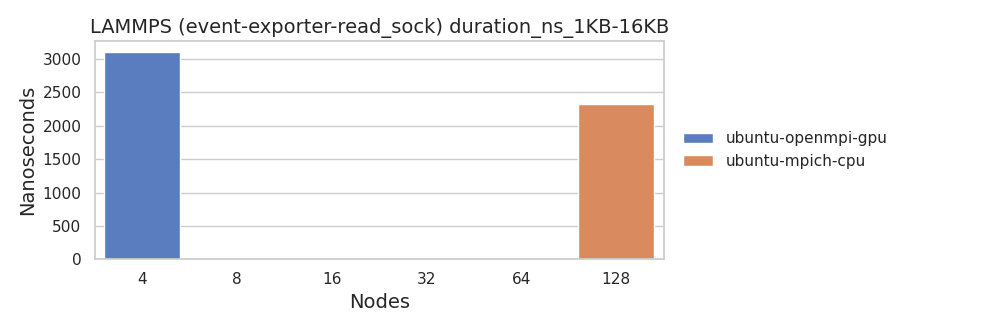 LAMMPS (event-exporter-read_sock) duration_ns_1KB-16KB
Nanoseconds
3000
2500
2000
1500
1000
500
0
4 8 16 32 64 128
Nodes
ubuntu-openmpi-gpu
ubuntu-mpich-cpu